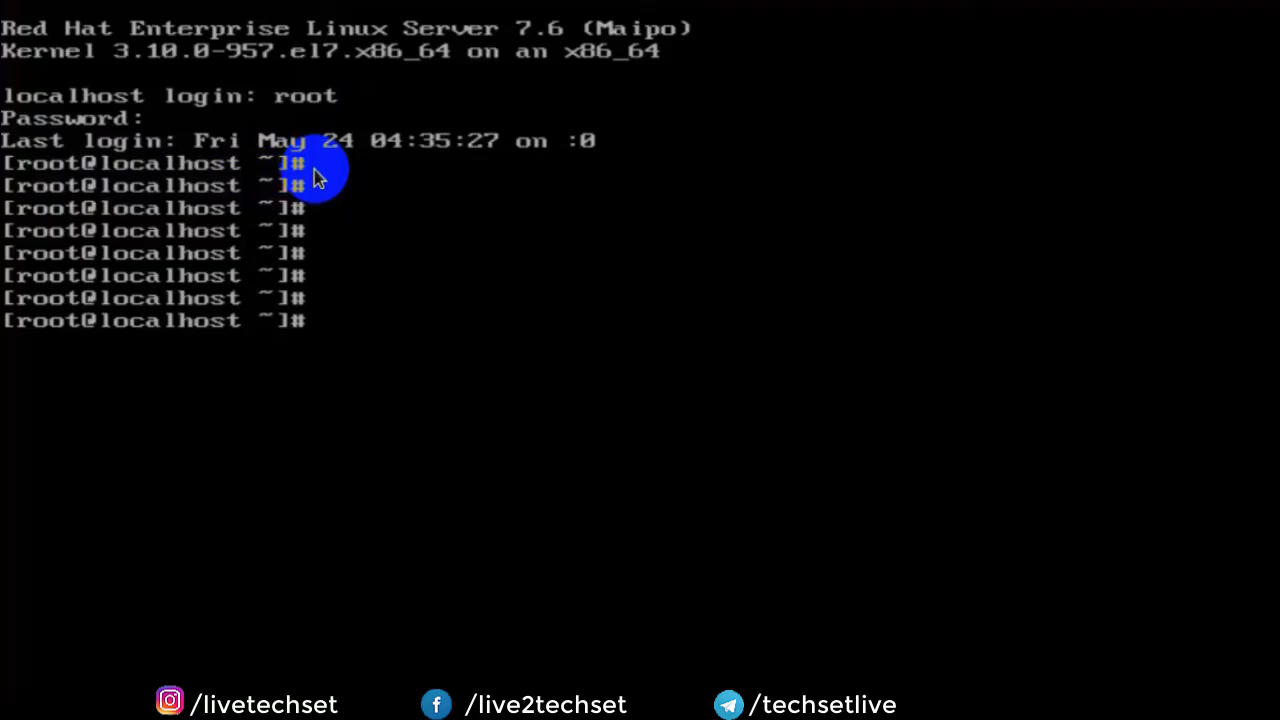 Red Hat Enterprise Linux Server 7.6 (Maipo)
Kernel 3.10.0-957.el7.x86_64 on an x86_64
localhost login: root
Password:
Last login: Fri May 24 04:35:27 on :0
[root@localhost ~]#
[root@localhost ~]#
[root@localhost ~]#
[root@localhost ~]#
[root@localhost ~]#
[root@localhost ~]#
[root@localhost ~]#
[root@localhost ~]#
/livetechset /live2techset /techsetlive